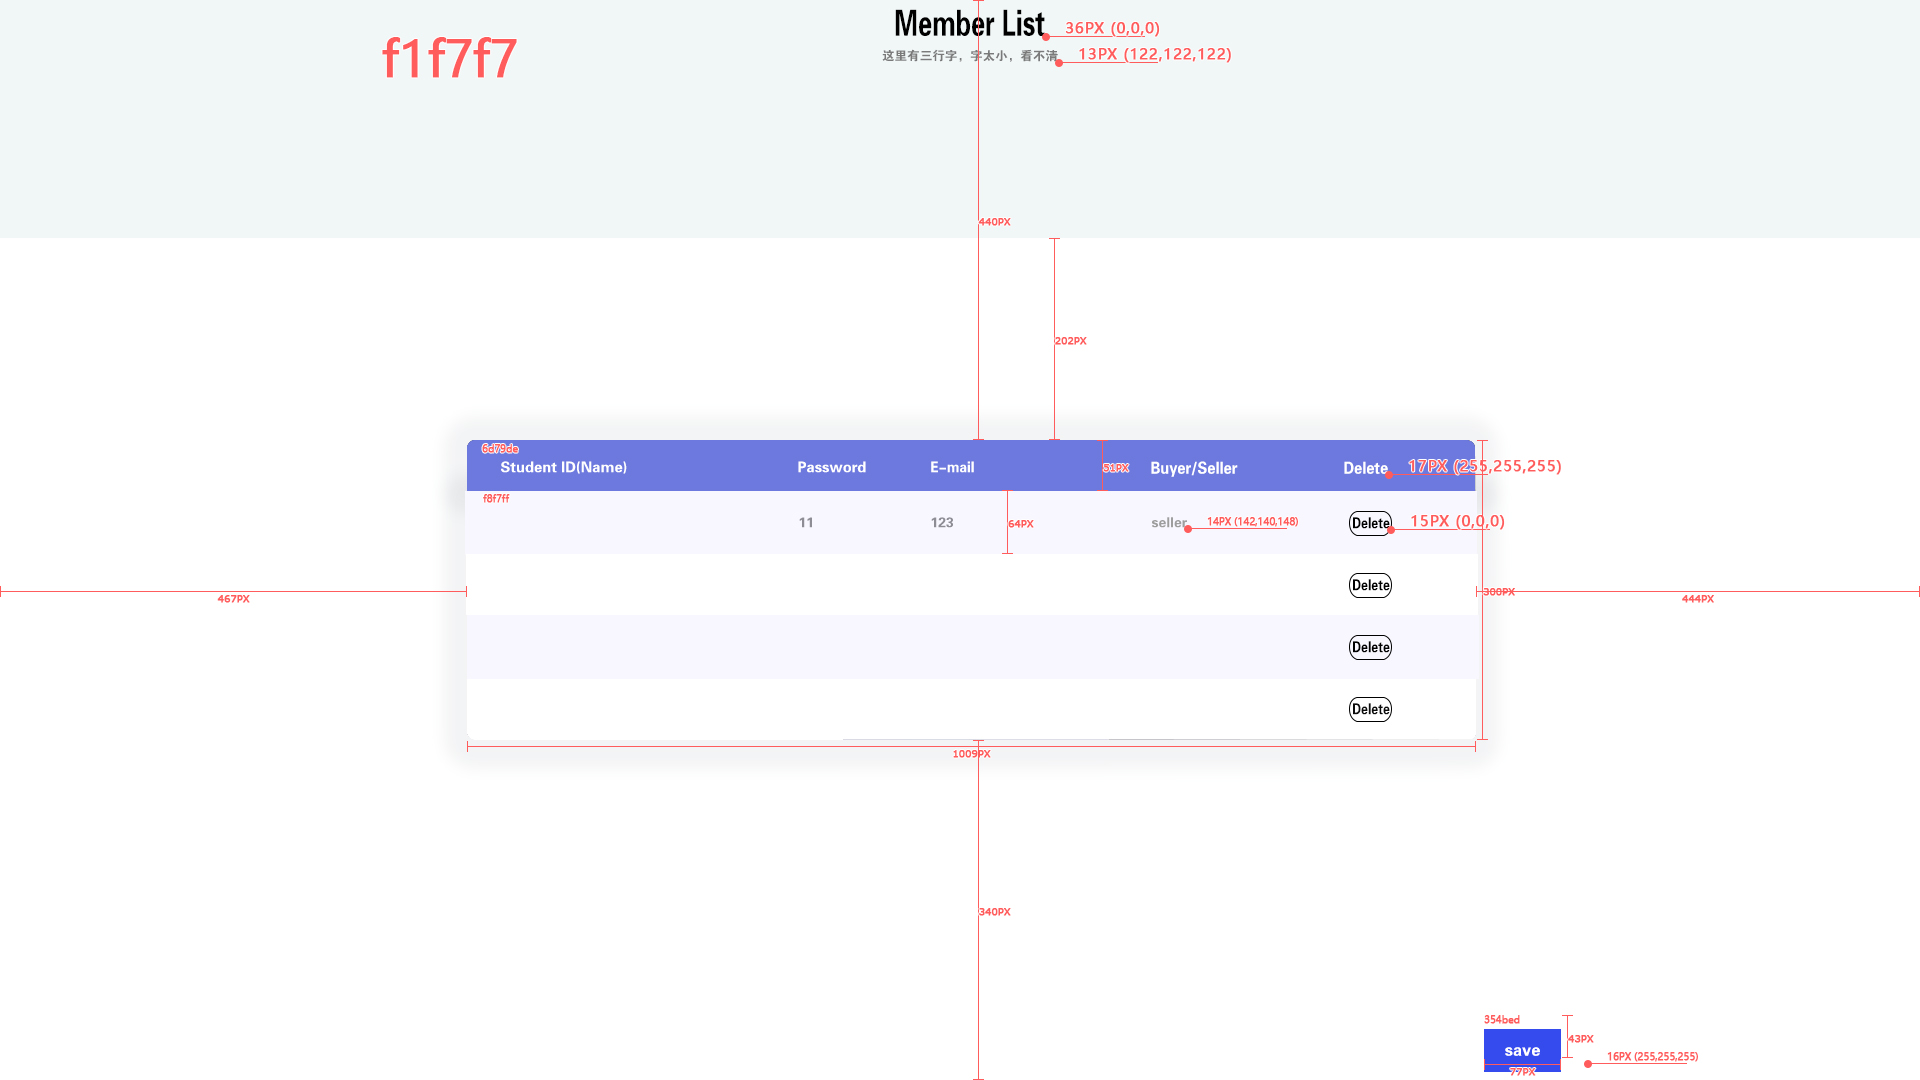 Member List
36PX (0,0,0)
f1f7f7
这里有三行字，字太小，看不清
13PX (122,122,122)
440PX
202PX
6d79de
Student ID(Name) Password E-mail 51PX Buyer/Seller Delete 17PX (255,255,255)
f8f7ff
11 123 64PX seller 14PX (142,140,148) Delete 15PX (0,0,0)
Delete
467PX 300PX 444PX
Delete
Delete
1009PX
340PX
354bed
43PX
save 16PX (255,255,255)
77PX